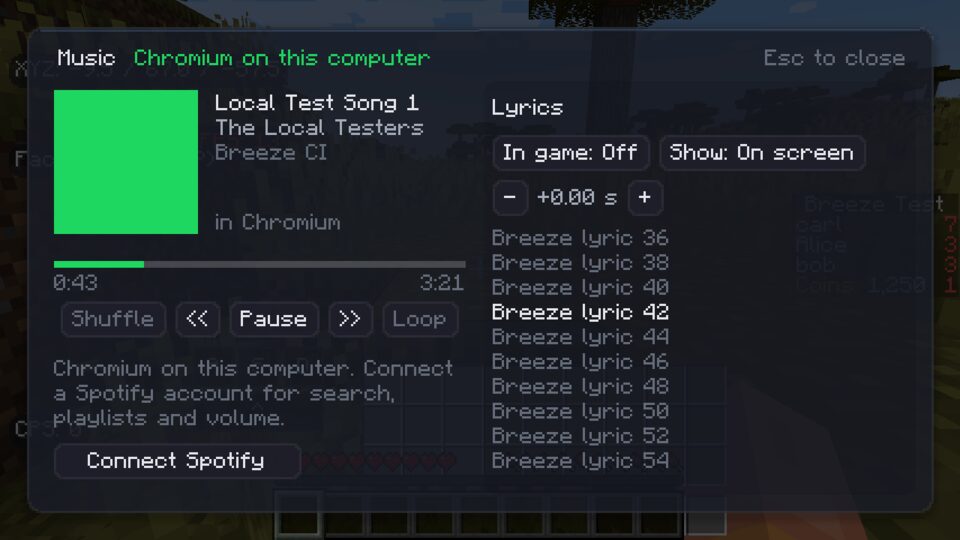 Music Chromium on this computer
Esc to close
Local Test Song 1
The Local Testers
Breeze CI
in Chromium
0:43
3:21
Shuffle << Pause >> Loop
Chromium on this computer. Connect
a Spotify account for search,
playlists and volume.
Connect Spotify
Lyrics
In game: Off Show: On screen
- +0.00 s +
Breeze lyric 36
Breeze lyric 38
Breeze lyric 40
Breeze lyric 42
Breeze lyric 44
Breeze lyric 46
Breeze lyric 48
Breeze lyric 50
Breeze lyric 52
Breeze lyric 54
Breeze Test
carl 7
Alice 3
bob 3
Coins: 1,250 1